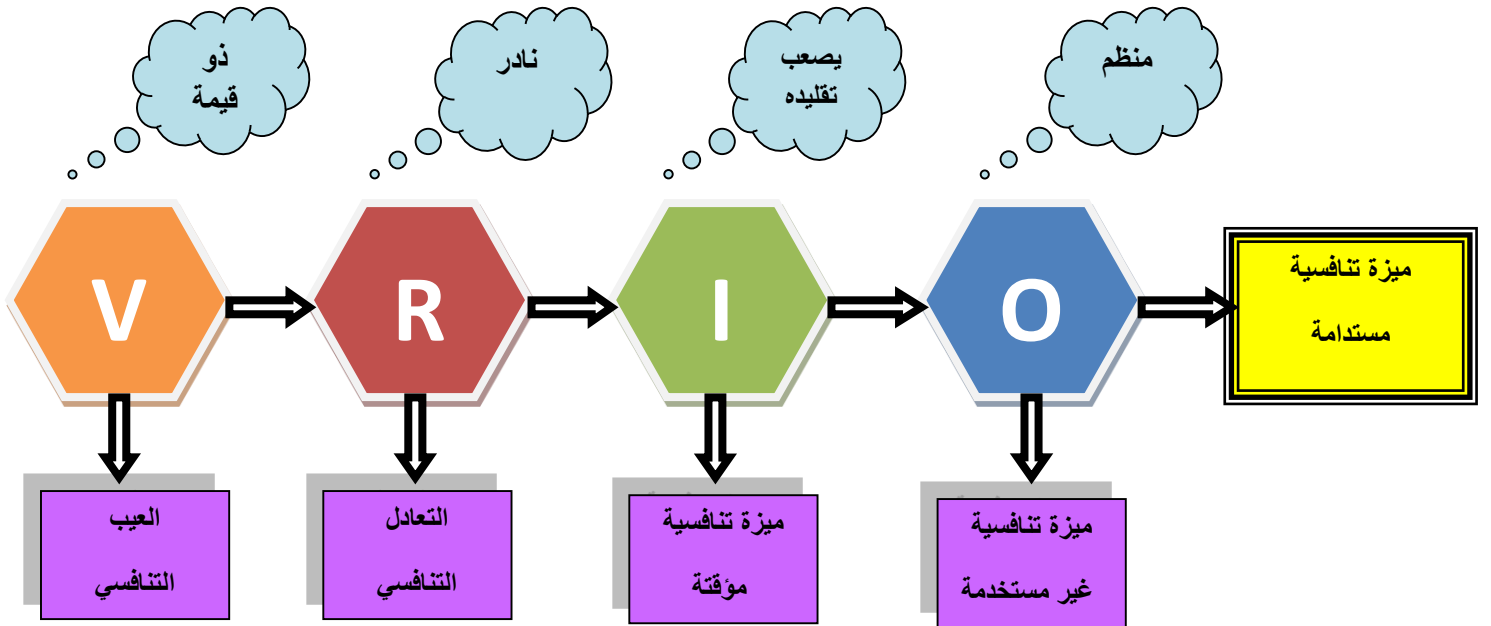 ذو
قيمة
نادر
يصعب
تقليده
منظم
V
R
I
O
ميزة تنافسية
مستدامة
العيب
التنافسي
التعادل
التنافسي
ميزة تنافسية
مؤقتة
ميزة تنافسية
غير مستخدمة